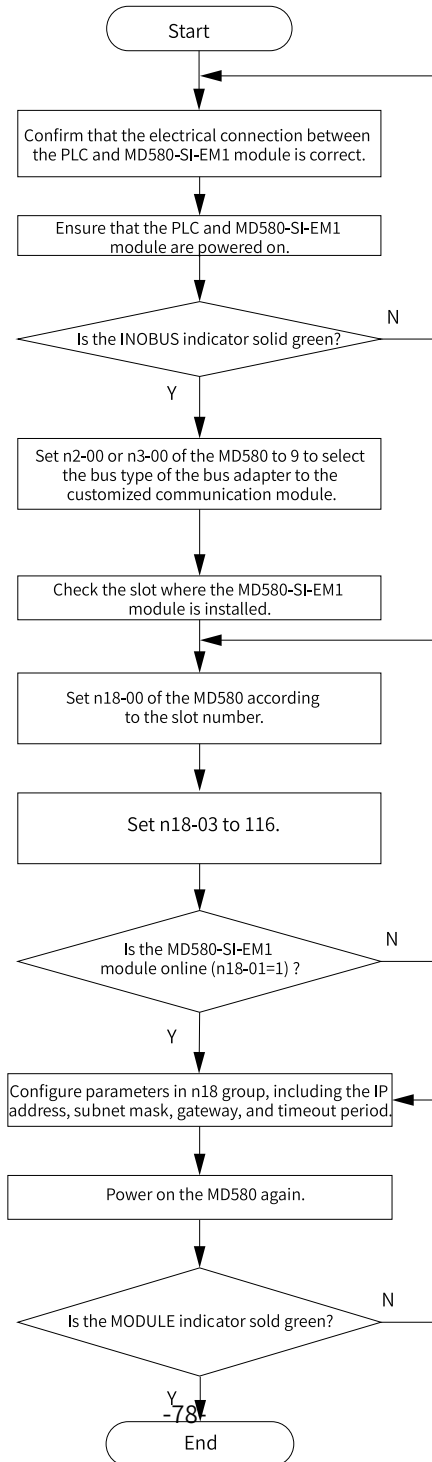 Start
Confirm that the electrical connection between
the PLC and MD580-SI-EM1 module is correct.
Ensure that the PLC and MD580-SI-EM1
module are powered on.
Is the INOBUS indicator solid green?
N
Y
Set n2-00 or n3-00 of the MD580 to 9 to select
the bus type of the bus adapter to the
customized communication module.
Check the slot where the MD580-SI-EM1
module is installed.
Set n18-00 of the MD580 according
to the slot number.
Set n18-03 to 116.
Is the MD580-SI-EM1
module online (n18-01=1) ?
N
Y
Configure parameters in n18 group, including the IP
address, subnet mask, gateway, and timeout period.
Power on the MD580 again.
Is the MODULE indicator sold green?
N
Y
-78-
End